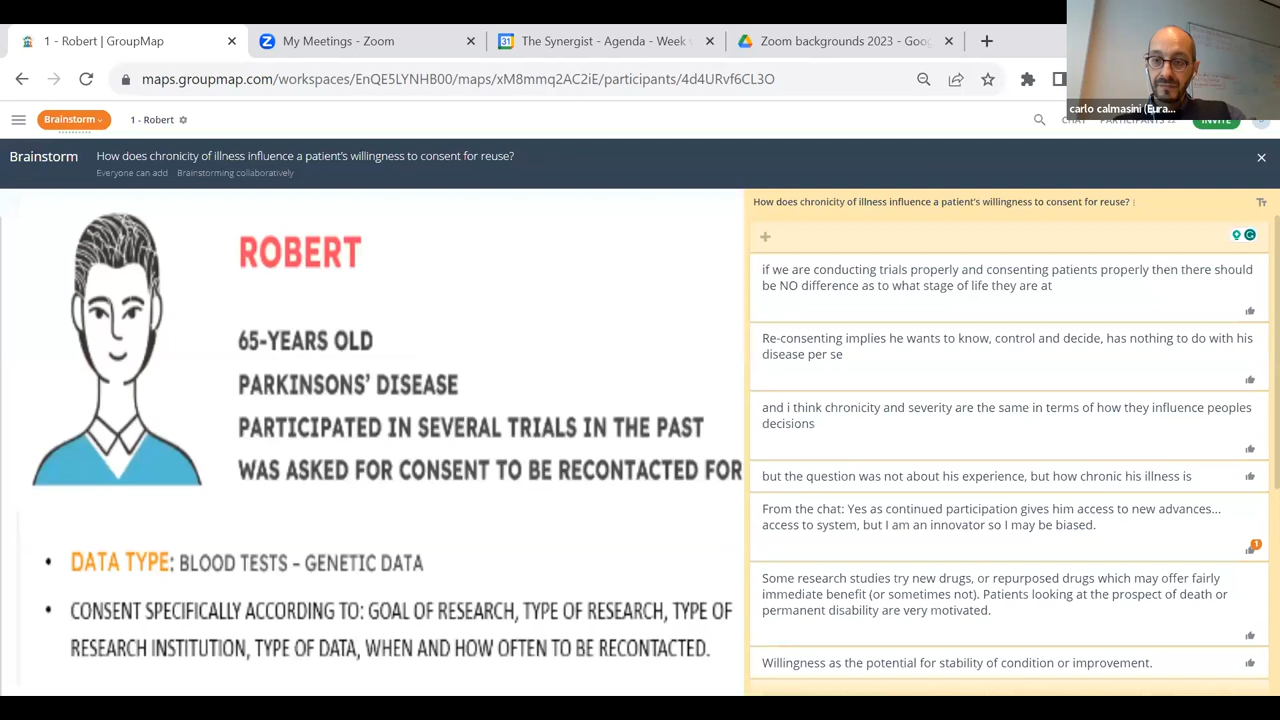 1 - Robert | GroupMap
My Meetings - Zoom
31 The Synergist - Agenda - Week
Zoom backgrounds 2023 - Goo
maps.groupmap.com/workspaces/EnQE5LYNHB00/maps/xM8mmq2AC2iE/participants/4d4URvf6CL3O
carlo calmasini (Eura...
Brainstorm
1 - Robert
CHAT
PARTICIPANTS
INVITE
Brainstorm
How does chronicity of illness influence a patient's willingness to consent for reuse?
Everyone can add Brainstorming collaboratively
ROBERT
65-YEARS OLD
PARKINSONS' DISEASE
PARTICIPATED IN SEVERAL TRIALS IN THE PAST
WAS ASKED FOR CONSENT TO BE RECONTACTED FOR
• DATA TYPE: BLOOD TESTS – GENETIC DATA
• CONSENT SPECIFICALLY ACCORDING TO: GOAL OF RESEARCH, TYPE OF RESEARCH, TYPE OF
RESEARCH INSTITUTION, TYPE OF DATA, WHEN AND HOW OFTEN TO BE RECONTACTED.
How does chronicity of illness influence a patient's willingness to consent for reuse?
if we are conducting trials properly and consenting patients properly then there should
be NO difference as to what stage of life they are at
Re-consenting implies he wants to know, control and decide, has nothing to do with his
disease per se
and i think chronicity and severity are the same in terms of how they influence peoples
decisions
but the question was not about his experience, but how chronic his illness is
From the chat: Yes as continued participation gives him access to new advances...
access to system, but I am an innovator so I may be biased.
1
Some research studies try new drugs, or repurposed drugs which may offer fairly
immediate benefit (or sometimes not). Patients looking at the prospect of death or
permanent disability are very motivated.
Willingness as the potential for stability of condition or improvement.